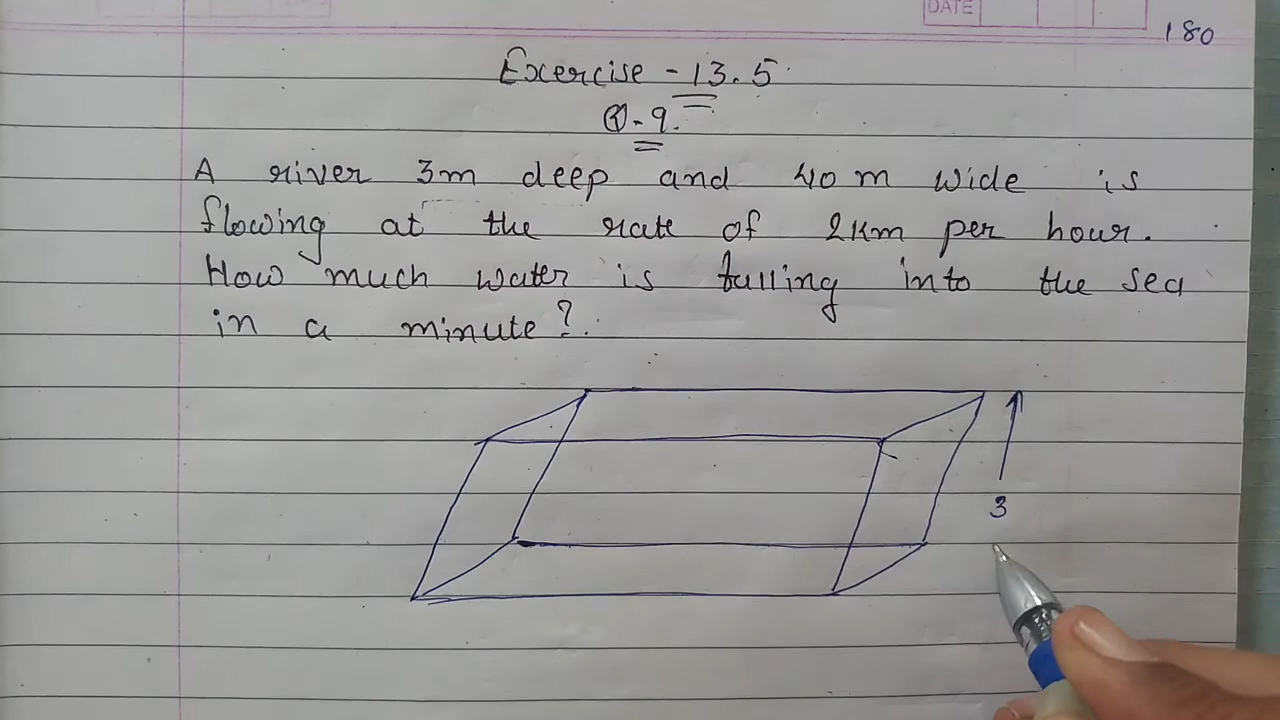 DATE
180
Exercise - 13.5
Q-9.
A river 3m deep and 40 m wide is
flowing at the rate of 2km per hour.
How much water is falling into the sea
in a minute?
3